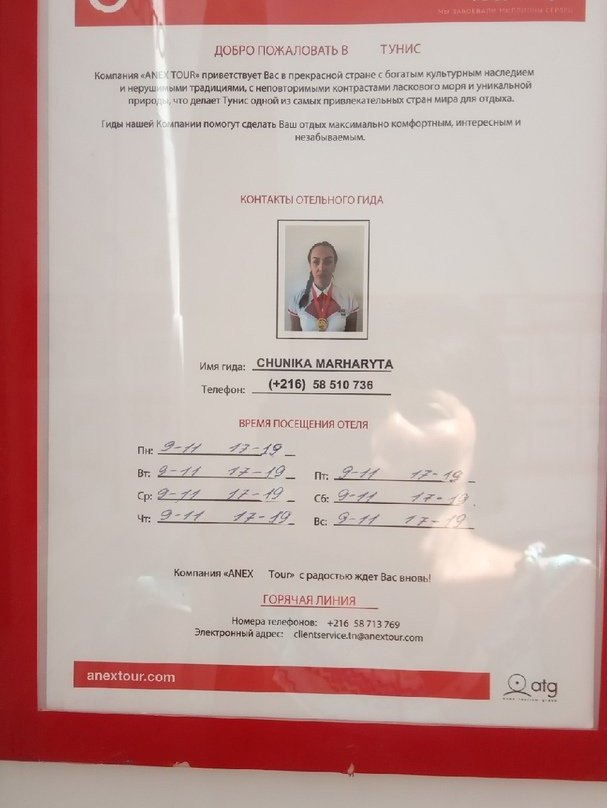 МЫ ЗАВОЕВАЛИ МИЛЛИОНЫ СЕРДЕЦ
ДОБРО ПОЖАЛОВАТЬ В ТУНИС
Компания «ANEX TOUR» приветствует Вас в прекрасной стране с богатым культурным наследием
и нерушимыми традициями, с неповторимыми контрастами ласкового моря и уникальной
природы, что делает Тунис одной из самых привлекательных стран мира для отдыха.
Гиды нашей Компании помогут сделать Ваш отдых максимально комфортным, интересным и
незабываемым.
КОНТАКТЫ ОТЕЛЬНОГО ГИДА
Имя гида: CHUNIKA MARHARYTA
Телефон: (+216) 58 510 736
ВРЕМЯ ПОСЕЩЕНИЯ ОТЕЛЯ
Пн: 9-11 17-19
Вт: 9-11 17-19
Ср: 9-11 17-19
Чт: 9-11 17-19
Пт: 9-11 17-19
Сб: 9-11 17-19
Вс: 9-11 17-19
Компания «ANEX Tour» с радостью ждет Вас вновь!
ГОРЯЧАЯ ЛИНИЯ
Номера телефонов: +216 58 713 769
Электронный адрес: clientservice.tn@anextour.com
anextour.com
atg